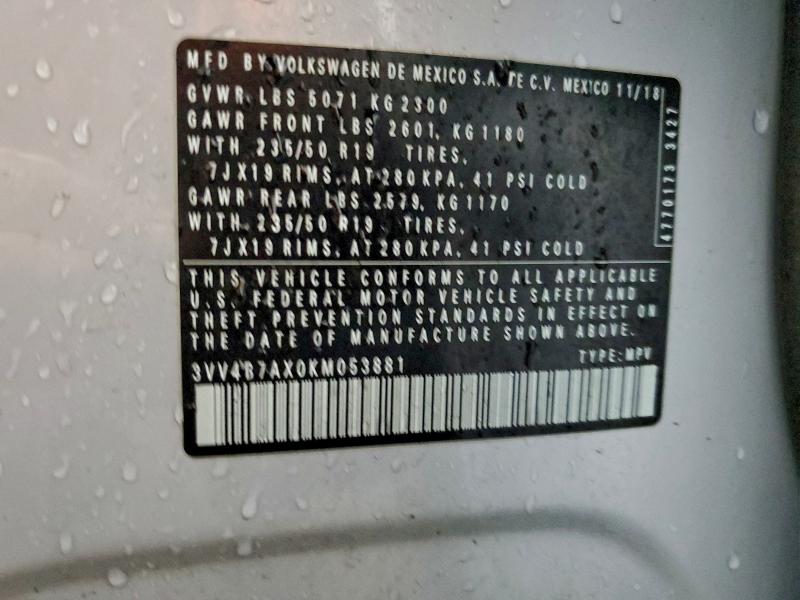 MFD BY VOLKSWAGEN DE MEXICO S.A. DE C.V. MEXICO 11/18
GVWR LBS 5071 KG 2300
GAWR FRONT LBS 2601, KG 1180
WITH 235/50 R19 TIRES,
7JX19 RIMS, AT 280 KPA, 41 PSI COLD
GAWR REAR LBS 2579, KG 1170
WITH 235/50 R19 TIRES,
7JX19 RIMS, AT 280 KPA, 41 PSI COLD
4770173 3427
THIS VEHICLE CONFORMS TO ALL APPLICABLE
U.S. FEDERAL MOTOR VEHICLE SAFETY AND
THEFT PREVENTION STANDARDS IN EFFECT ON
THE DATE OF MANUFACTURE SHOWN ABOVE.
3VV4B7AX0KM053881 TYPE: MPV